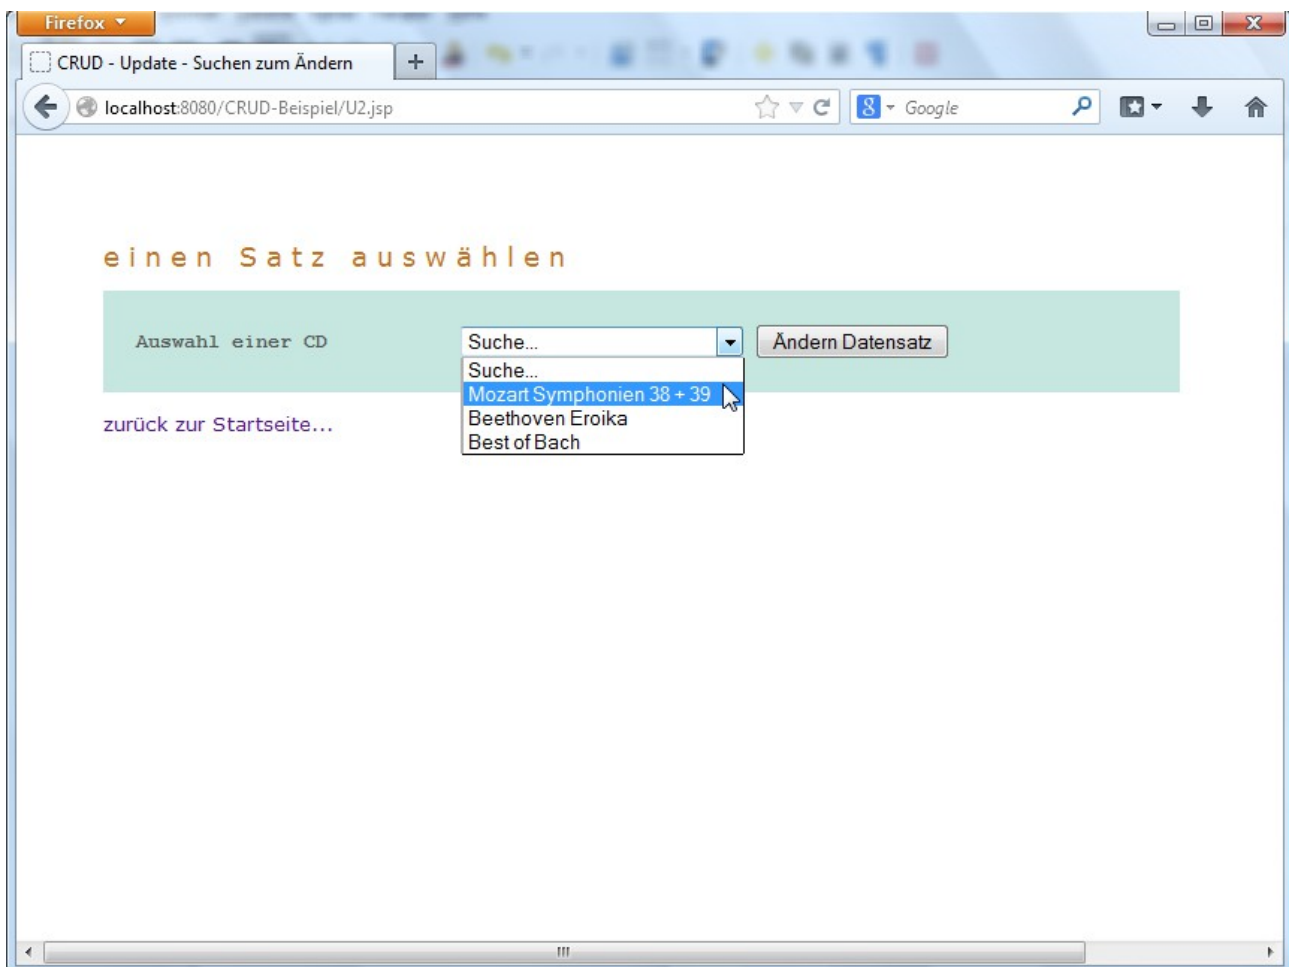 Firefox
CRUD - Update - Suchen zum Ändern
localhost:8080/CRUD-Beispiel/U2.jsp
8 Google
einen Satz auswählen
Auswahl einer CD Suche... Ändern Datensatz
Suche...
Mozart Symphonien 38 + 39
Beethoven Eroika
Best of Bach
zurück zur Startseite...